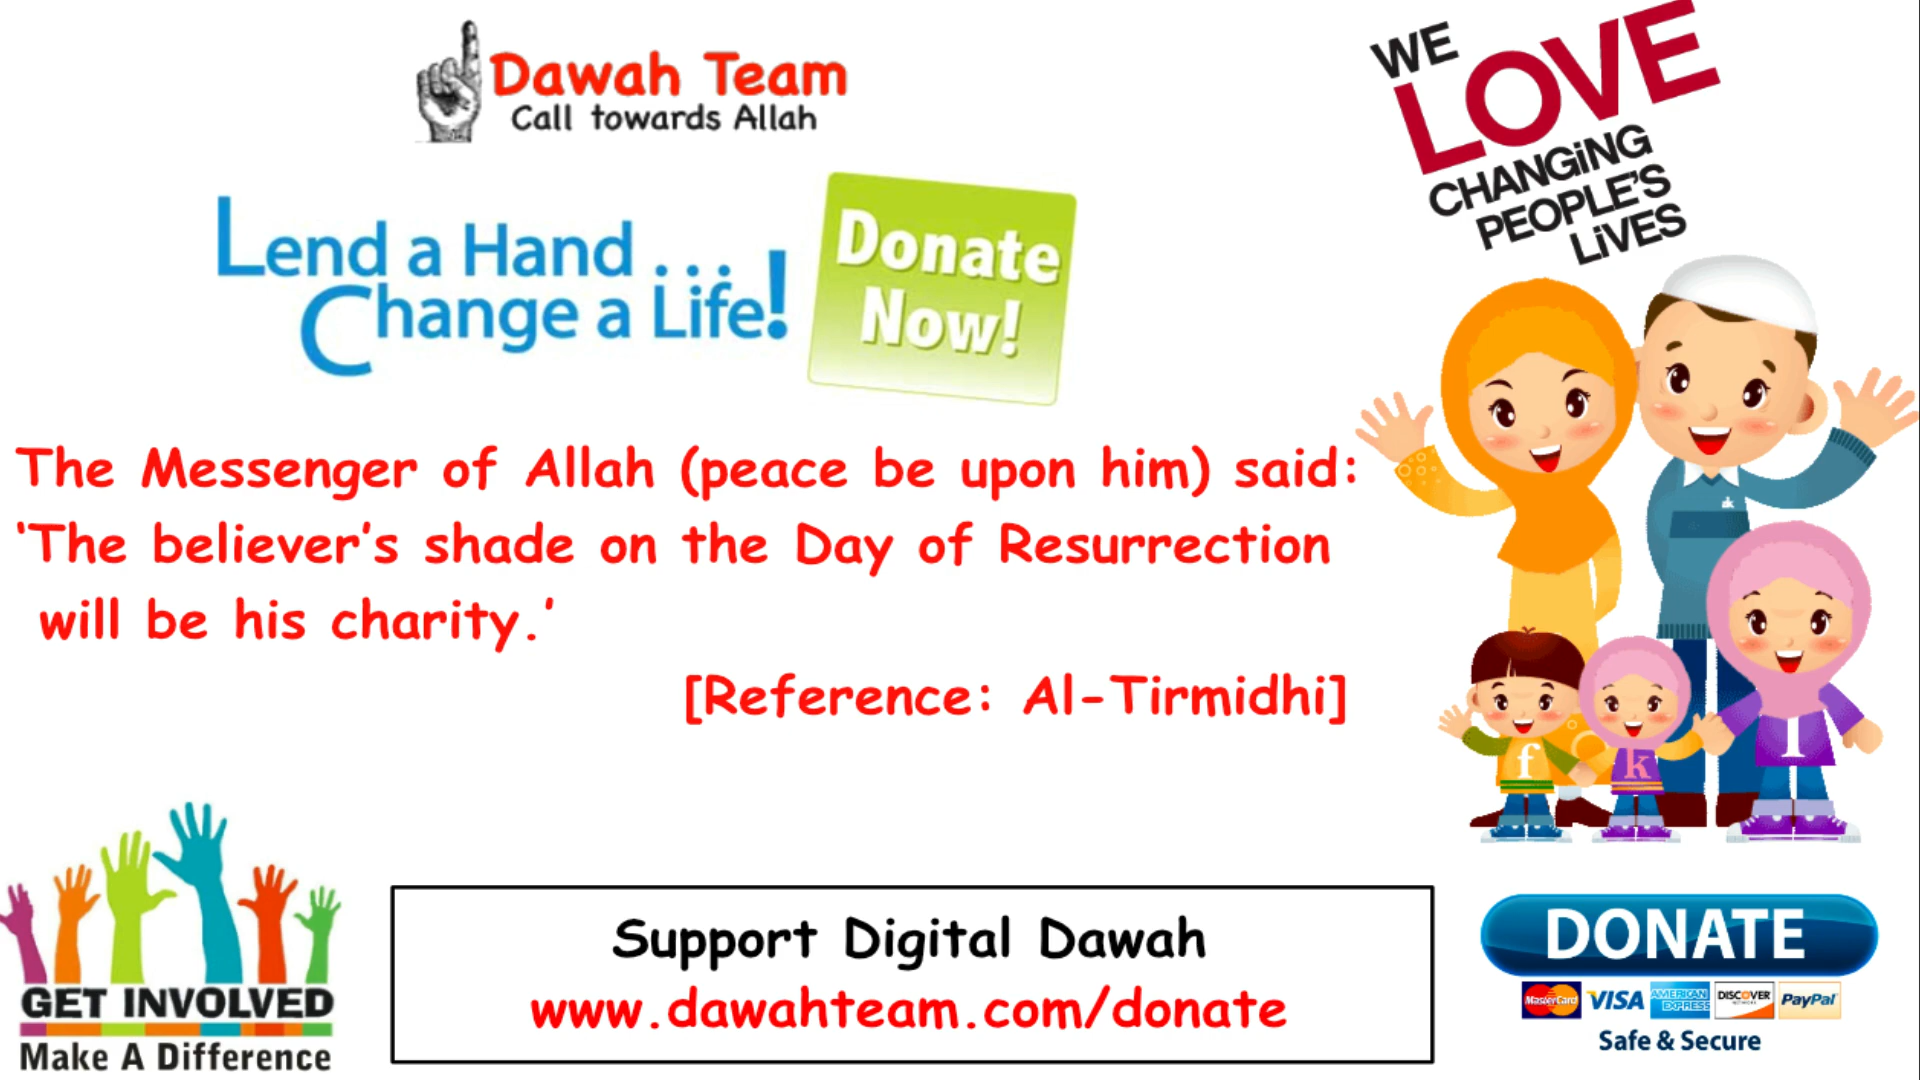 Dawah Team
Call towards Allah
WE
LOVE
CHANGiNG
PEOPLE'S
LiVES
Lend a Hand ...
Change a Life!
Donate
Now!
The Messenger of Allah (peace be upon him) said:
‘The believer’s shade on the Day of Resurrection
will be his charity.’
[Reference: Al-Tirmidhi]
f
k
l
GET INVOLVED
Make A Difference
Support Digital Dawah
www.dawahteam.com/donate
DONATE
MasterCard VISA AMERICAN EXPRESS DISCOVER PayPal
Safe & Secure